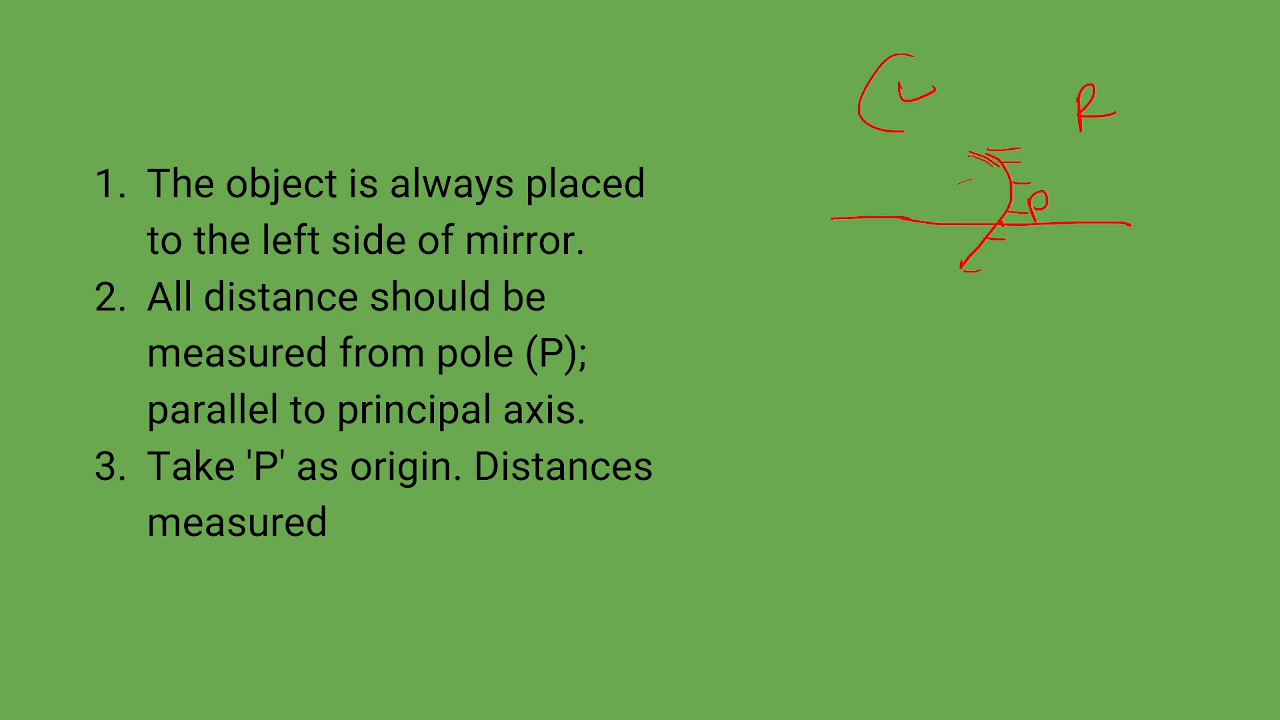 L R
P
1. The object is always placed
to the left side of mirror.
2. All distance should be
measured from pole (P);
parallel to principal axis.
3. Take 'P' as origin. Distances
measured